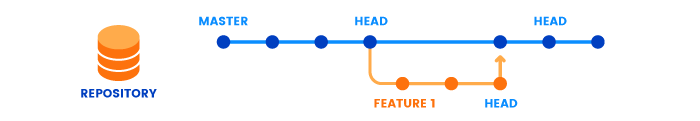 MASTER
HEAD
HEAD
REPOSITORY
FEATURE 1
HEAD